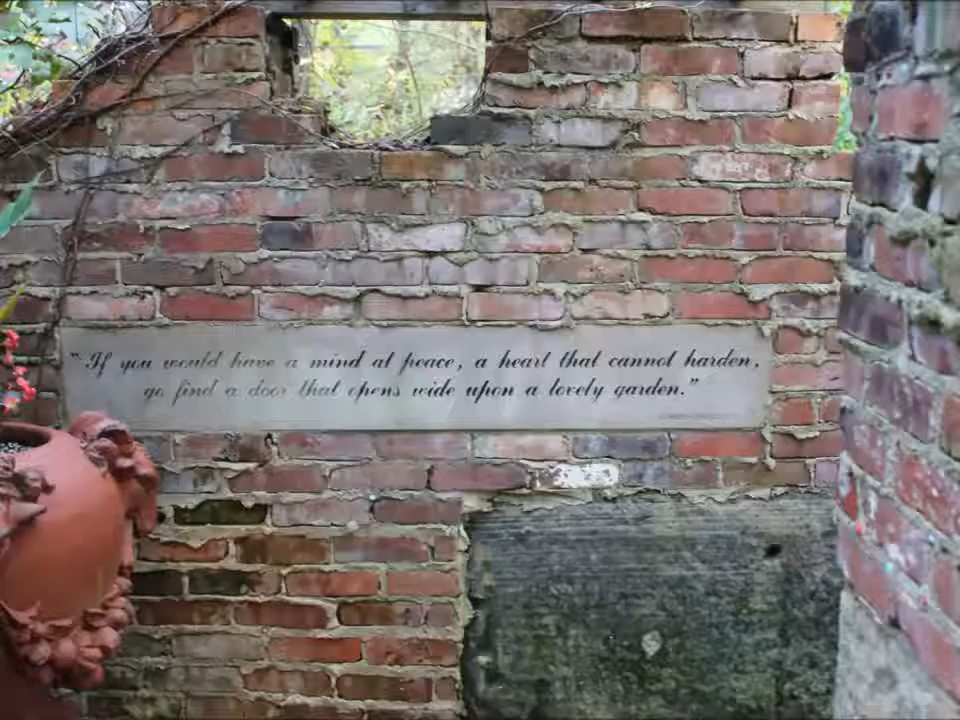 "If you would have a mind at peace, a heart that cannot harden,
go find a door that opens wide upon a lovely garden."